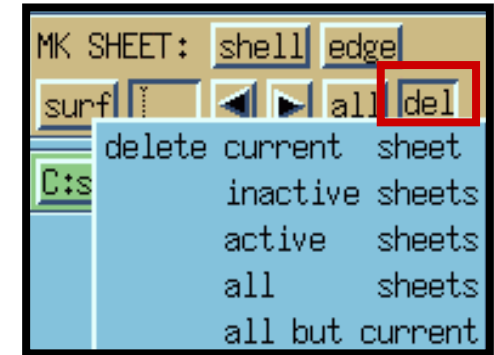 MK SHEET: shell edge
surf all del
delete current sheet
C:s inactive sheets
active sheets
all sheets
all but current